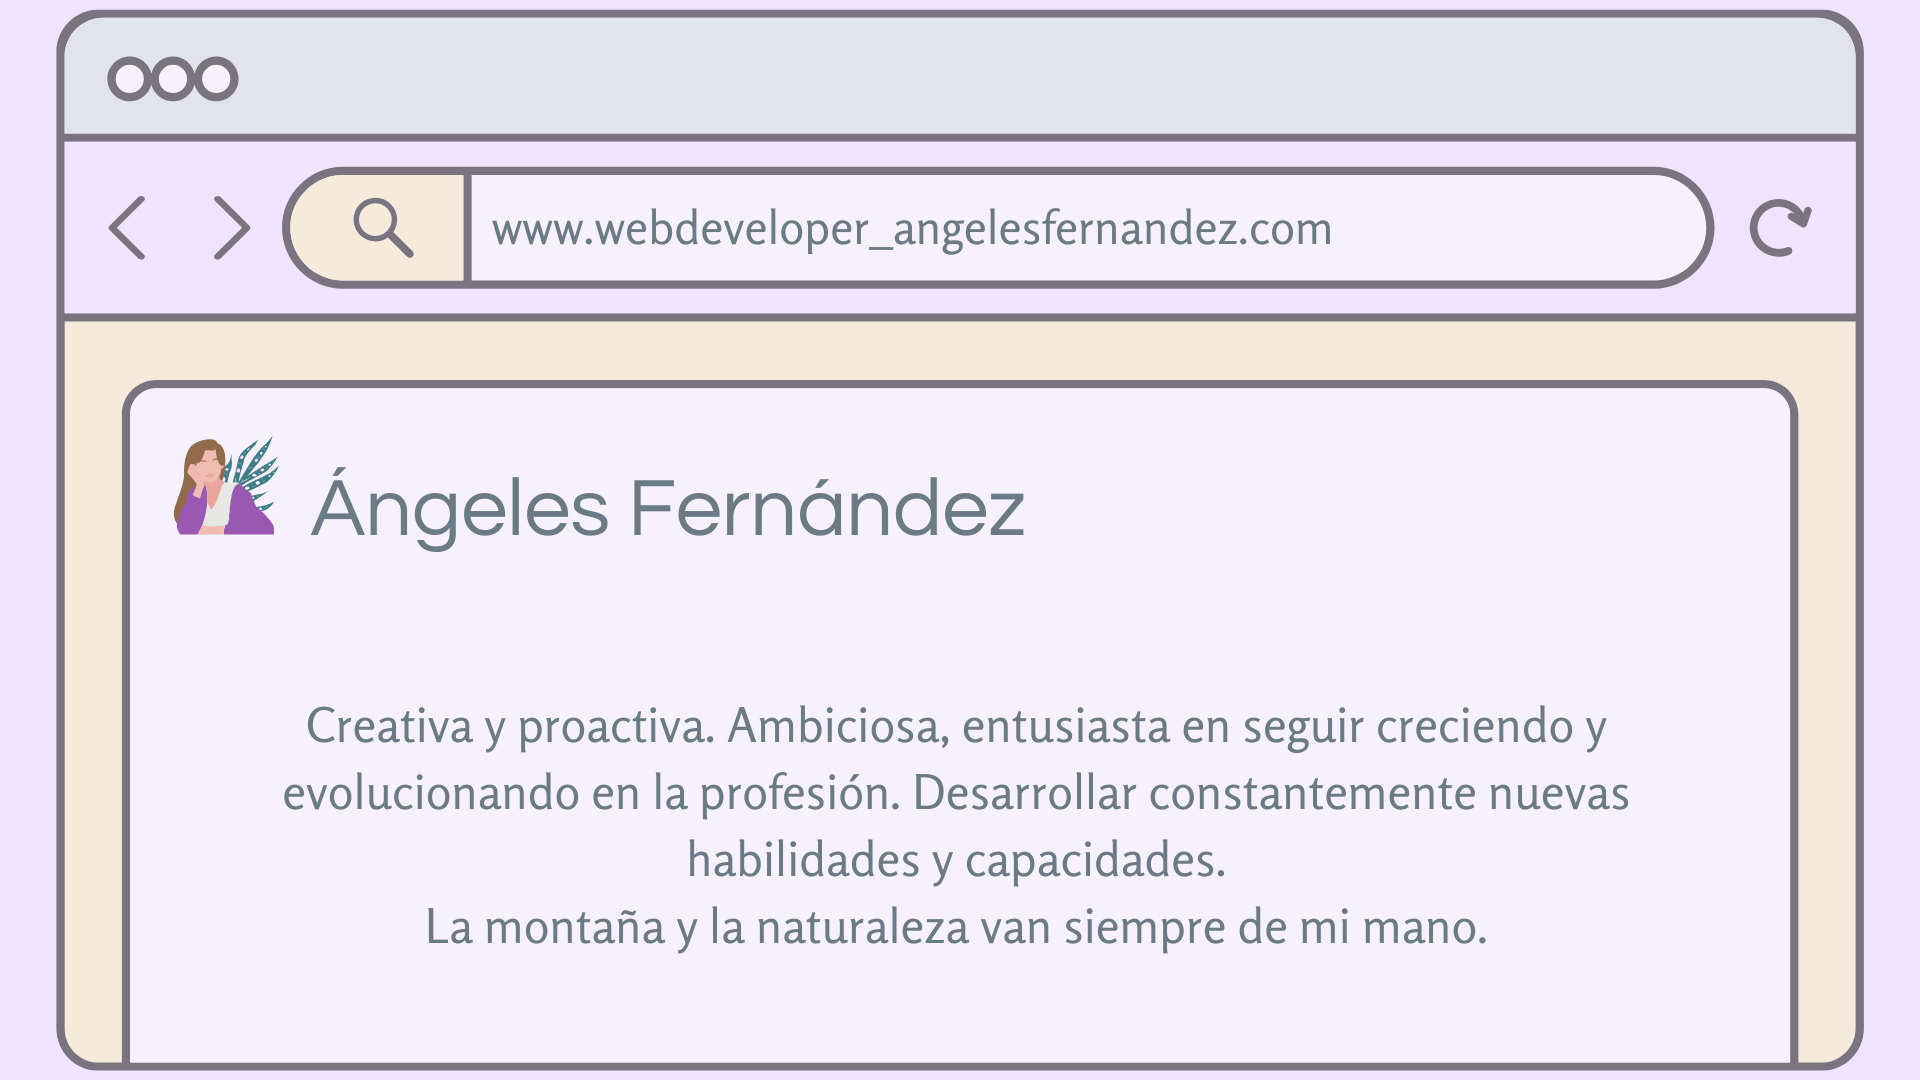 www.webdeveloper_angelesfernandez.com
Ángeles Fernández
Creativa y proactiva. Ambiciosa, entusiasta en seguir creciendo y
evolucionando en la profesión. Desarrollar constantemente nuevas
habilidades y capacidades.
La montaña y la naturaleza van siempre de mi mano.